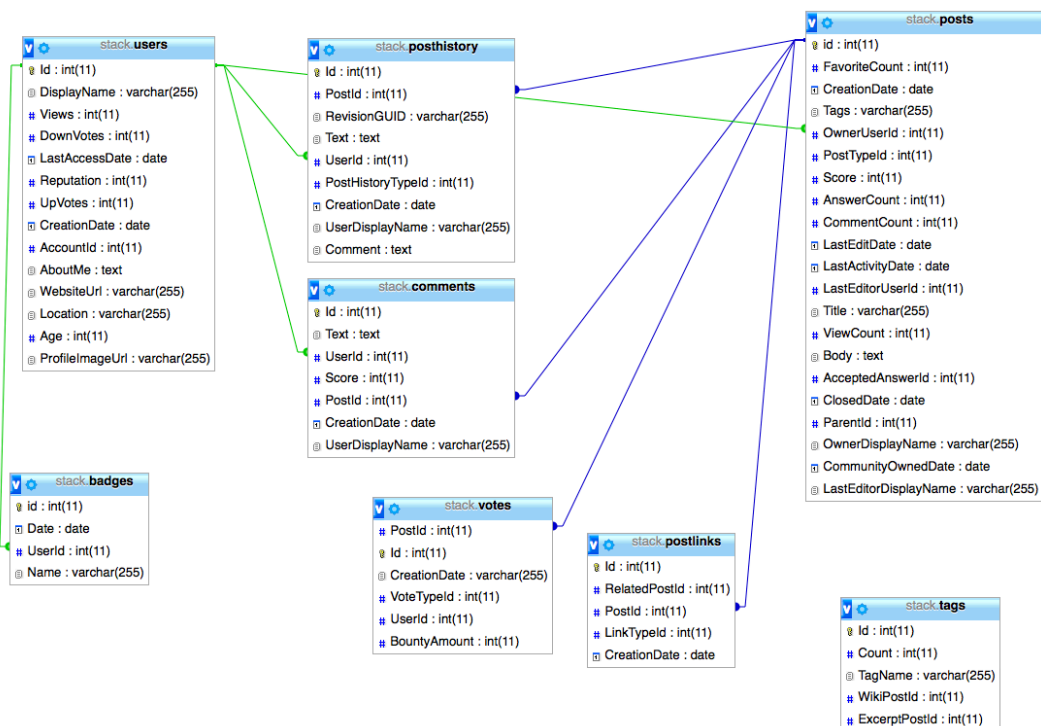 stack.users
Id : int(11)
DisplayName : varchar(255)
Views : int(11)
DownVotes : int(11)
LastAccessDate : date
Reputation : int(11)
UpVotes : int(11)
CreationDate : date
AccountId : int(11)
AboutMe : text
WebsiteUrl : varchar(255)
Location : varchar(255)
Age : int(11)
ProfileImageUrl : varchar(255)
stack.posthistory
Id : int(11)
PostId : int(11)
RevisionGUID : varchar(255)
Text : text
UserId : int(11)
PostHistoryTypeId : int(11)
CreationDate : date
UserDisplayName : varchar(255)
Comment : text
stack.comments
Id : int(11)
Text : text
UserId : int(11)
Score : int(11)
PostId : int(11)
CreationDate : date
UserDisplayName : varchar(255)
stack.posts
id : int(11)
FavoriteCount : int(11)
CreationDate : date
Tags : varchar(255)
OwnerUserId : int(11)
PostTypeId : int(11)
Score : int(11)
AnswerCount : int(11)
CommentCount : int(11)
LastEditDate : date
LastActivityDate : date
LastEditorUserId : int(11)
Title : varchar(255)
ViewCount : int(11)
Body : text
AcceptedAnswerId : int(11)
ClosedDate : date
ParentId : int(11)
OwnerDisplayName : varchar(255)
CommunityOwnedDate : date
LastEditorDisplayName : varchar(255)
stack.badges
id : int(11)
Date : date
UserId : int(11)
Name : varchar(255)
stack.votes
PostId : int(11)
Id : int(11)
CreationDate : varchar(255)
VoteTypeId : int(11)
UserId : int(11)
BountyAmount : int(11)
stack.postlinks
Id : int(11)
RelatedPostId : int(11)
PostId : int(11)
LinkTypeId : int(11)
CreationDate : date
stack.tags
Id : int(11)
Count : int(11)
TagName : varchar(255)
WikiPostId : int(11)
ExcerptPostId : int(11)